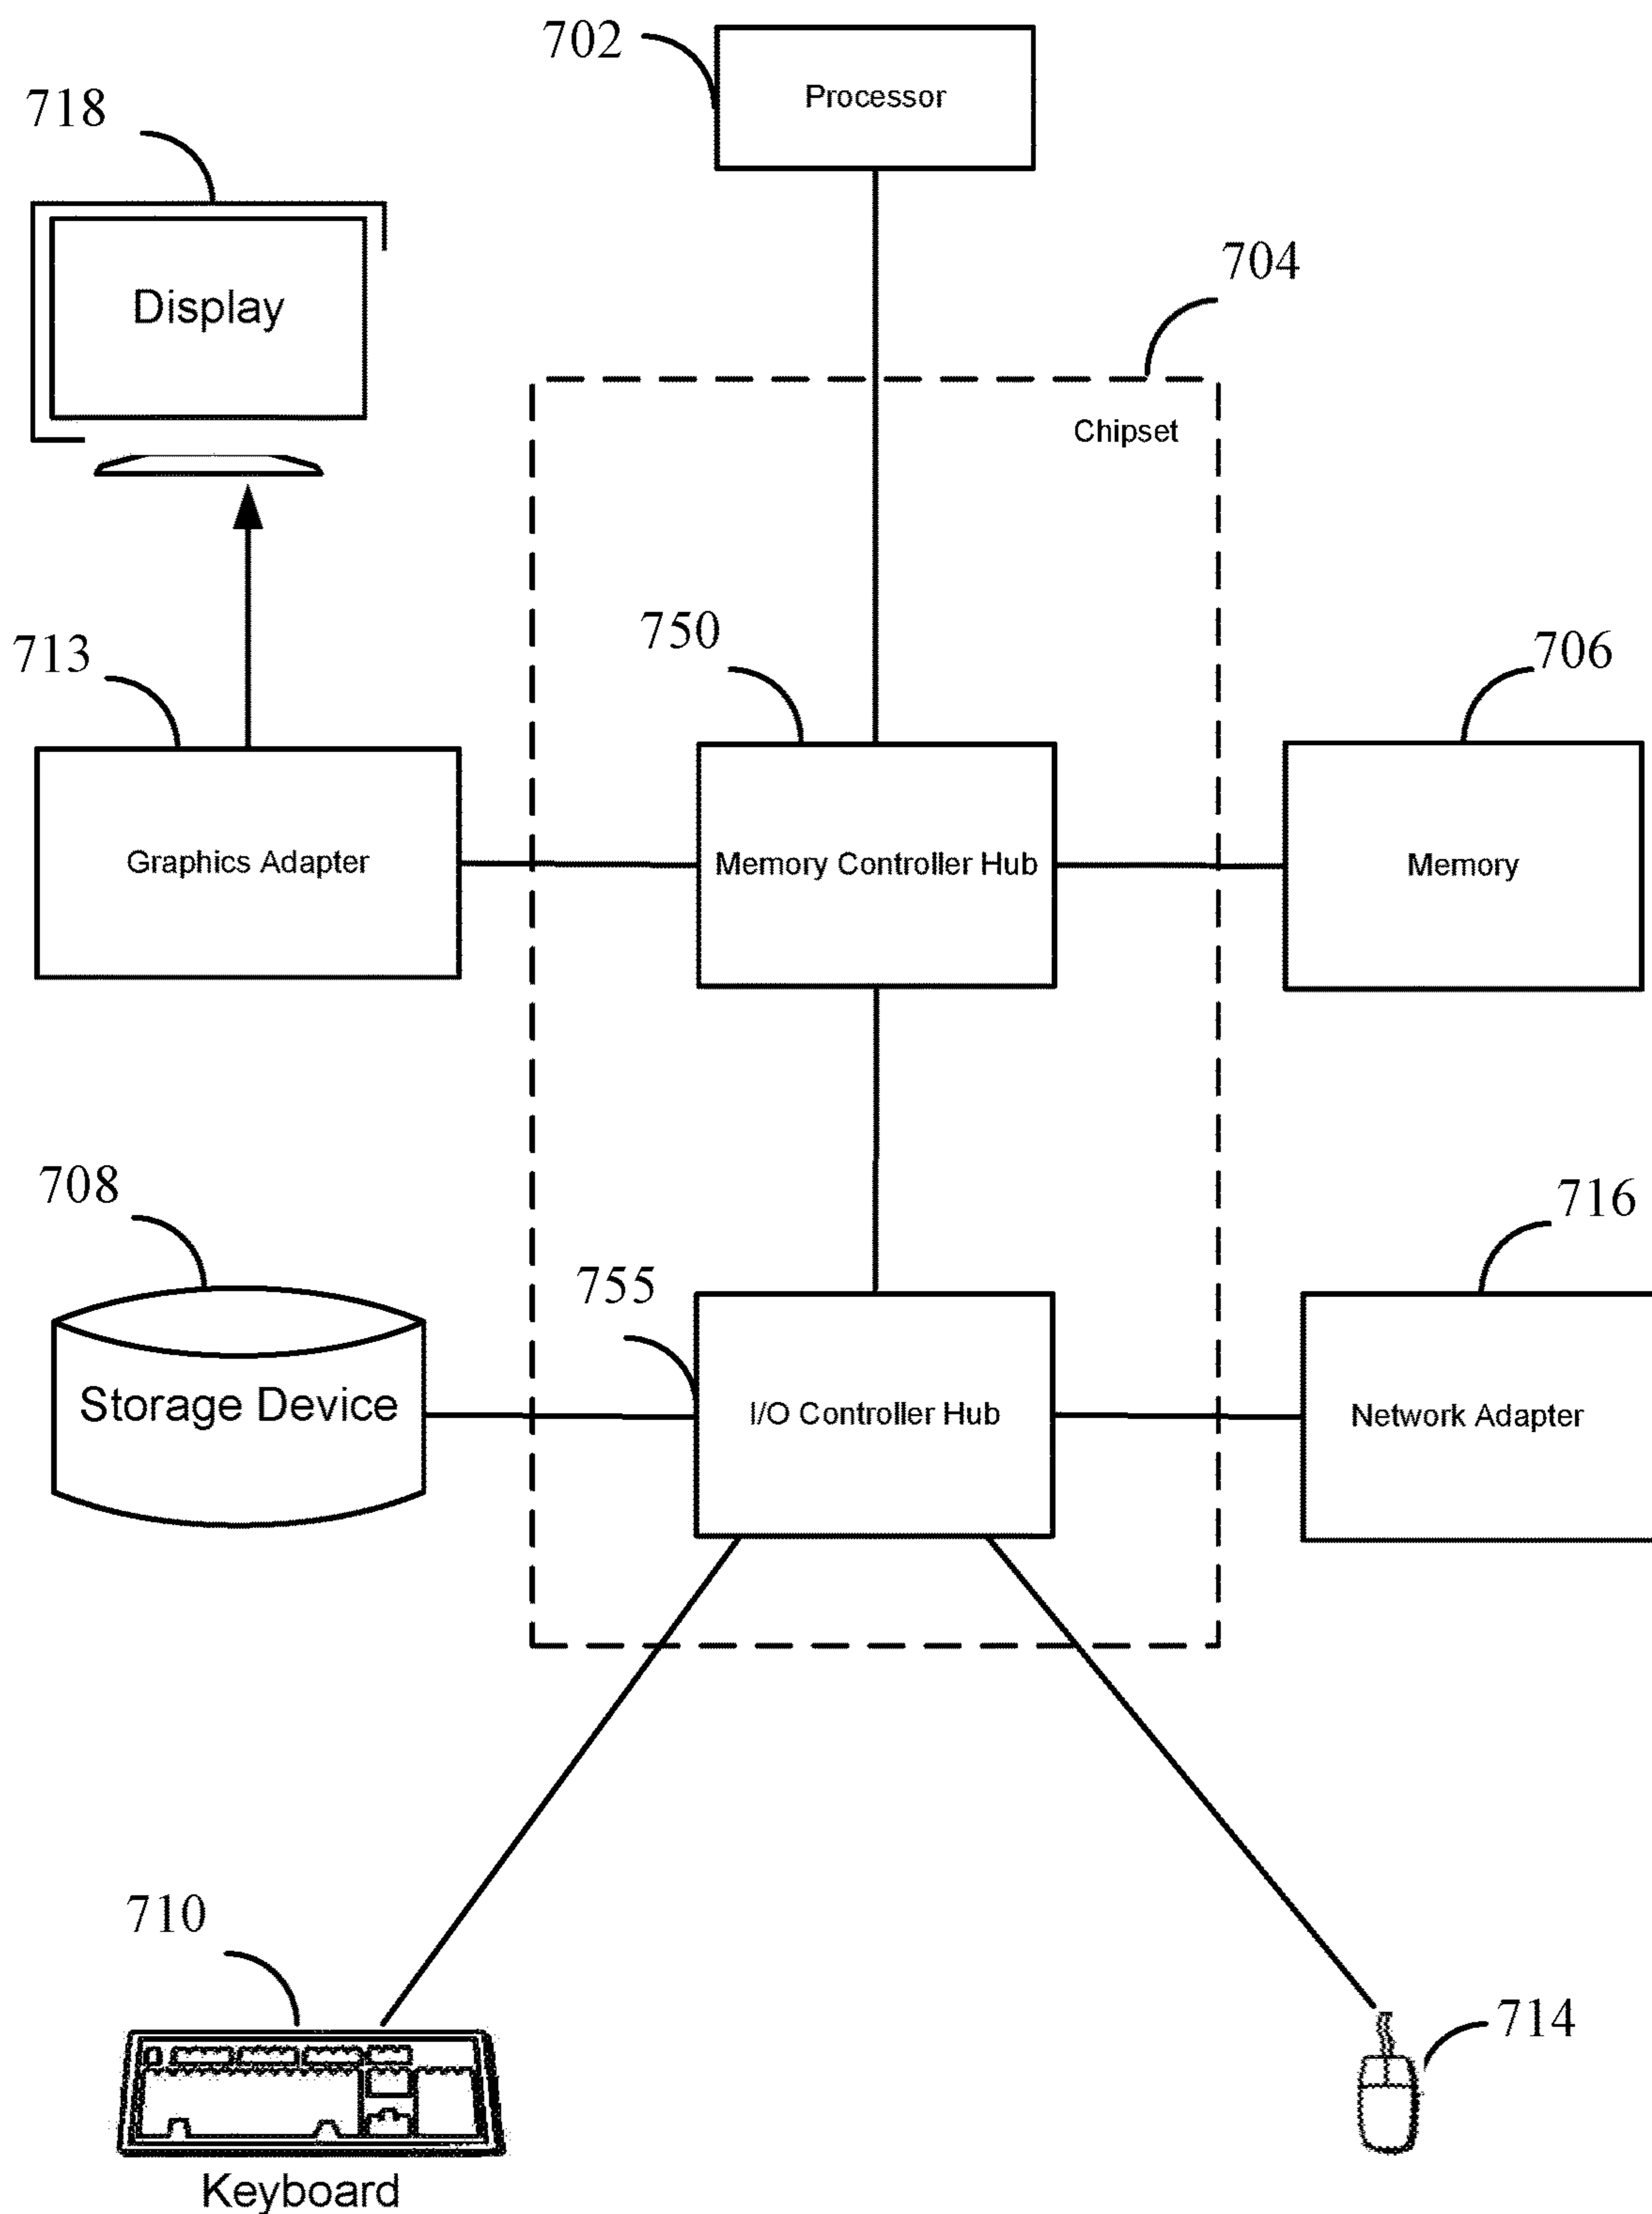 702
Processor
718
704
Display
Chipset
750
713
706
Graphics Adapter
Memory Controller Hub
Memory
708
716
755
Storage Device
I/O Controller Hub
Network Adapter
710
714
Keyboard